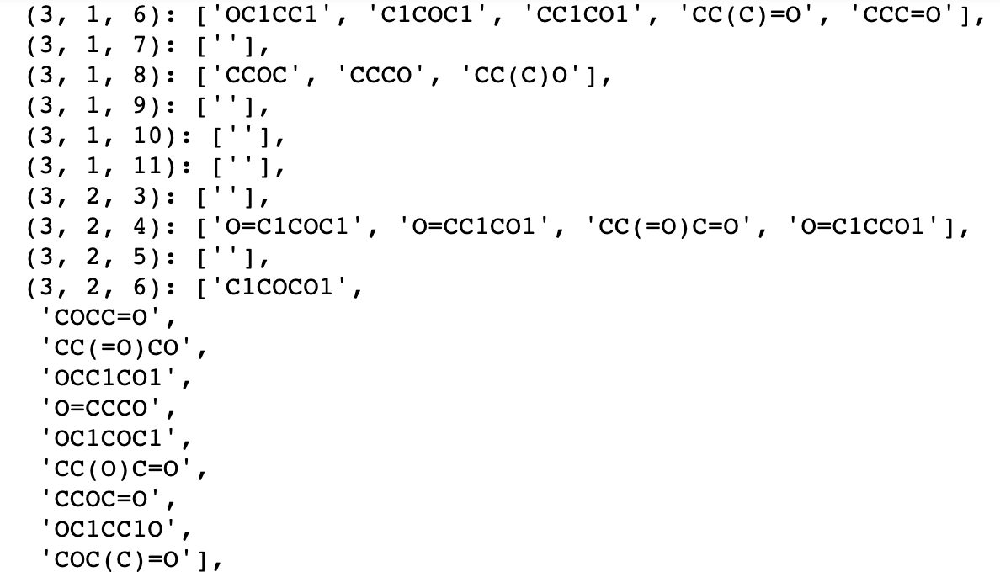 (3, 1, 6): ['OC1CC1', 'C1COC1', 'CC1CO1', 'CC(C)=O', 'CCC=O'],
(3, 1, 7): [''],
(3, 1, 8): ['CCOC', 'CCCO', 'CC(C)O'],
(3, 1, 9): [''],
(3, 1, 10): [''],
(3, 1, 11): [''],
(3, 2, 3): [''],
(3, 2, 4): ['O=C1COC1', 'O=CC1CO1', 'CC(=O)C=O', 'O=C1CCO1'],
(3, 2, 5): [''],
(3, 2, 6): ['C1COCO1',
'COCC=O',
'CC(=O)CO',
'OCC1CO1',
'O=CCCO',
'OC1COC1',
'CC(O)C=O',
'CCOC=O',
'OC1CC1O',
'COC(C)=O'],